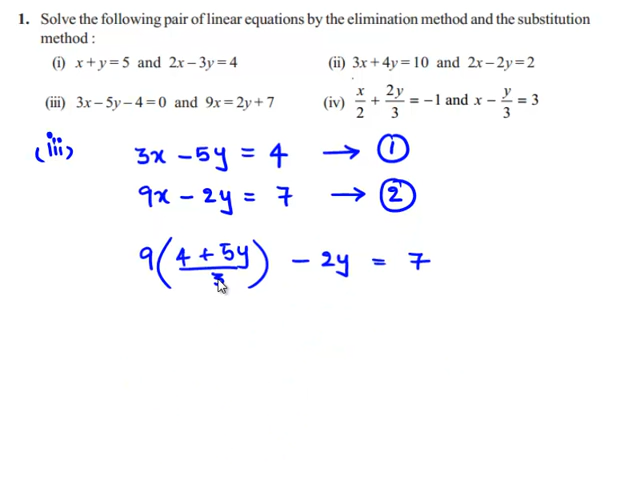 1. Solve the following pair of linear equations by the elimination method and the substitution
method :
(i) x + y = 5 and 2x – 3y = 4 (ii) 3x + 4y = 10 and 2x – 2y = 2
(iii) 3x – 5y – 4 = 0 and 9x = 2y + 7 (iv) x/2 + 2y/3 = –1 and x – y/3 = 3
(iii) 3x – 5y = 4 → ①
9x – 2y = 7 → ②
9((4 + 5y)/3) – 2y = 7